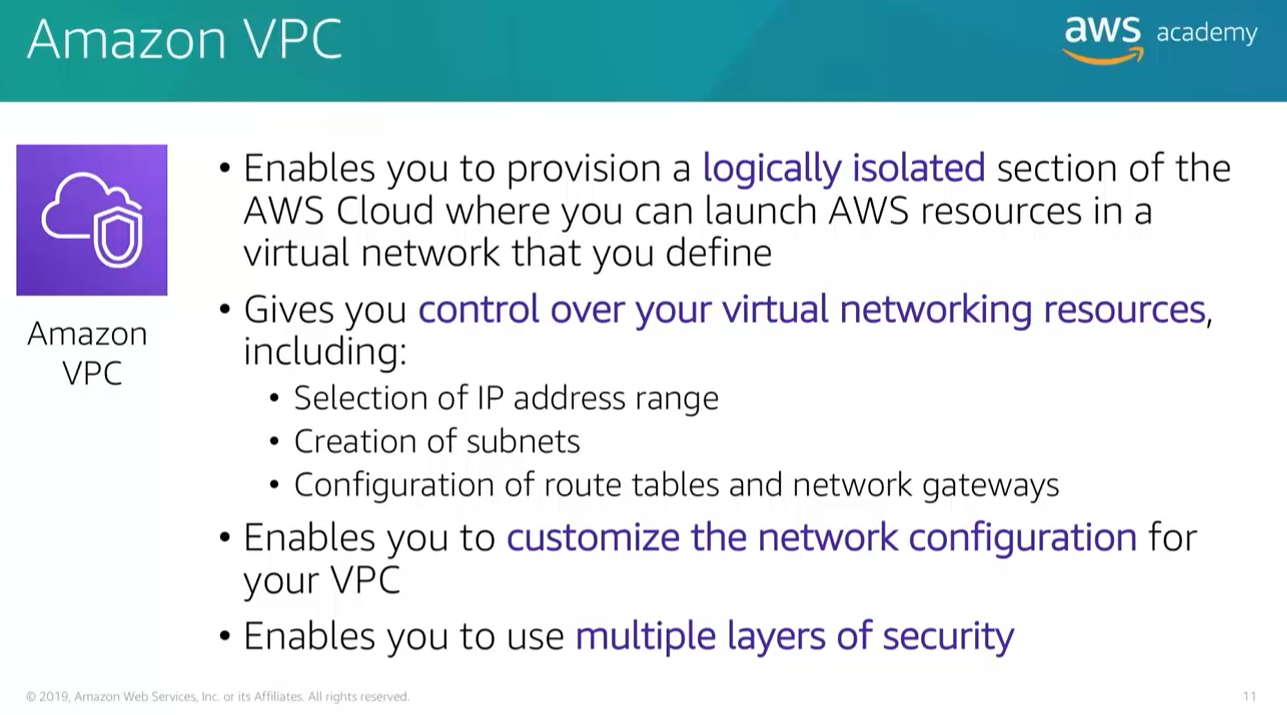 Amazon VPC
aws academy
Amazon
VPC
• Enables you to provision a logically isolated section of the
AWS Cloud where you can launch AWS resources in a
virtual network that you define
• Gives you control over your virtual networking resources,
including:
• Selection of IP address range
• Creation of subnets
• Configuration of route tables and network gateways
• Enables you to customize the network configuration for
your VPC
• Enables you to use multiple layers of security
© 2019, Amazon Web Services, Inc. or its Affiliates. All rights reserved.
11